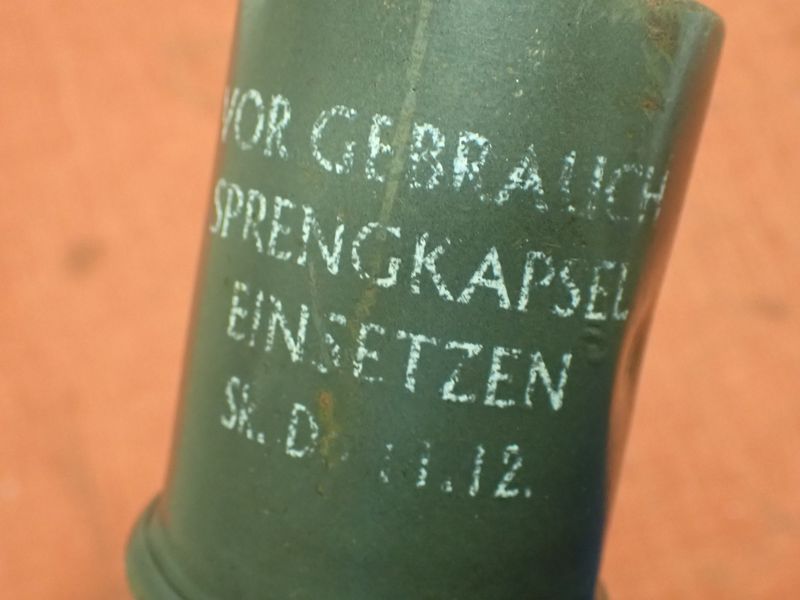 VOR GEBRAUCH
SPRENGKAPSEL
EINSETZEN
SK. D